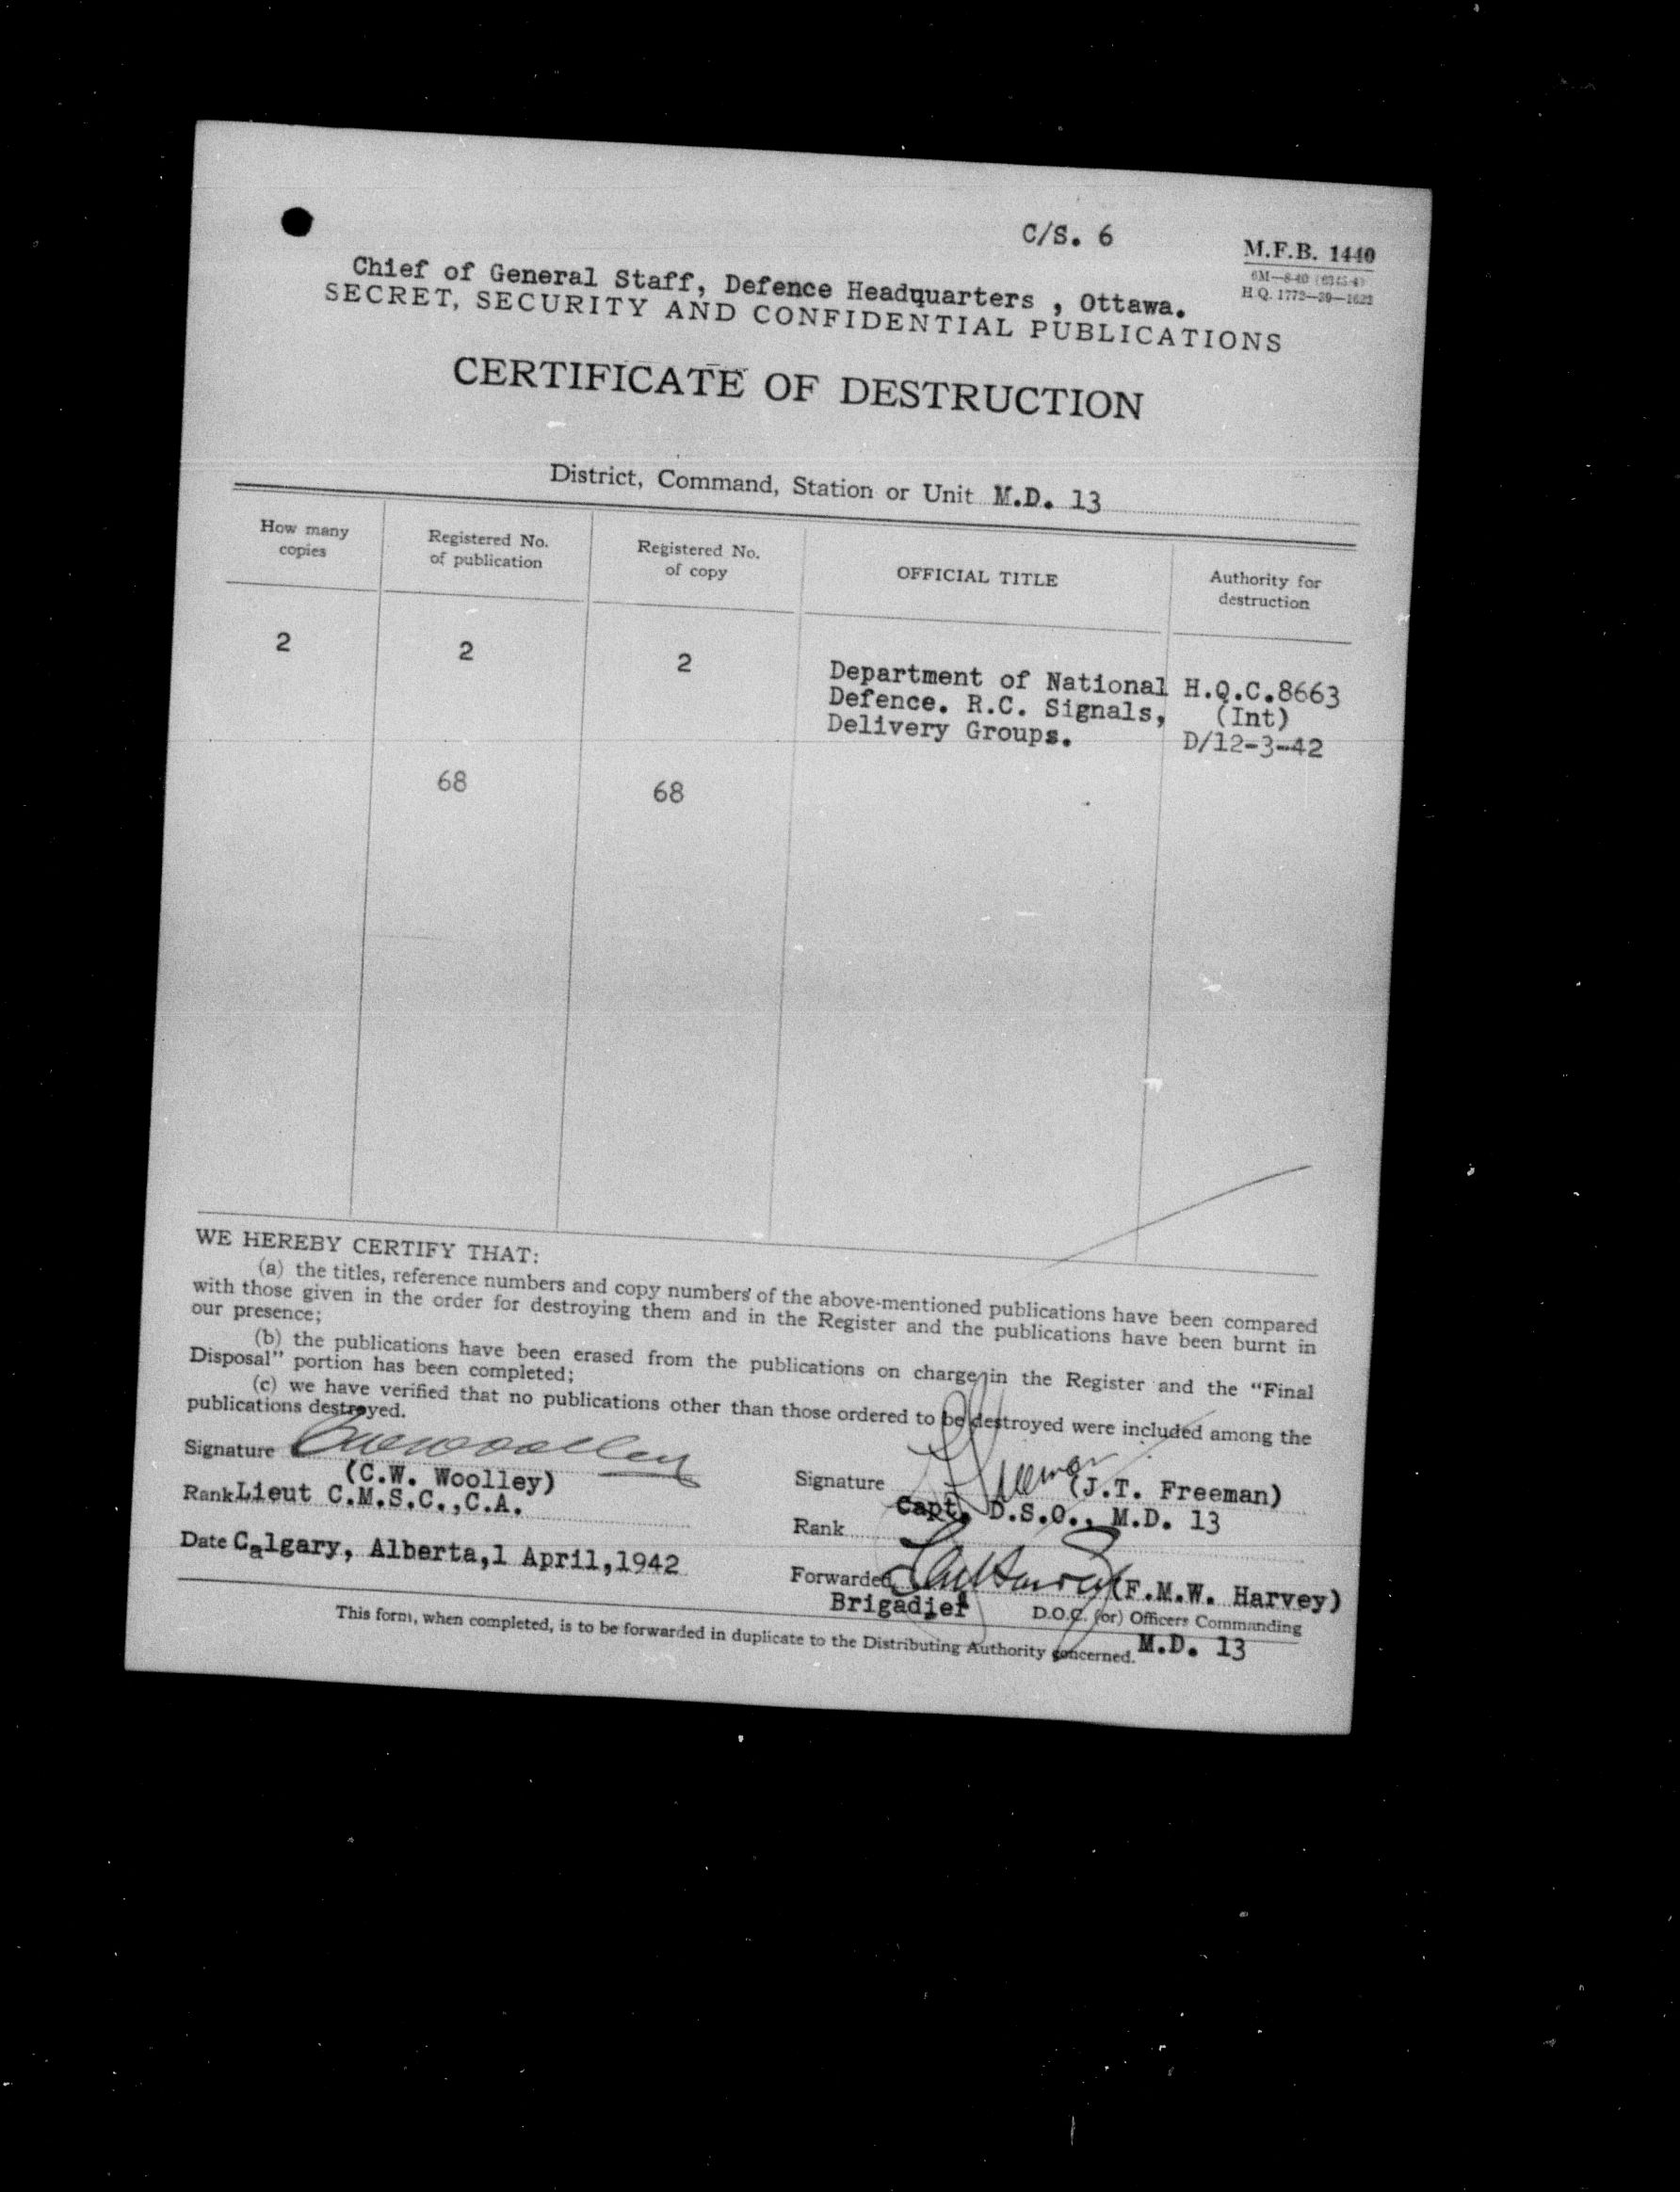 C/S. 6
M.F.B. 1440
H.Q. 1772—39—1622
Chief of General Staff, Defence Headquarters , Ottawa.
SECRET, SECURITY AND CONFIDENTIAL PUBLICATIONS
CERTIFICATE OF DESTRUCTION
District, Command, Station or Unit M.D. 13
How many copies
Registered No. of publication
Registered No. of copy
OFFICIAL TITLE
Authority for destruction
2 2 2 Department of National H.Q.C.8663
Defence. R.C. Signals, (Int)
Delivery Groups. D/12-3-42
68 68
WE HEREBY CERTIFY THAT:
(a) the titles, reference numbers and copy numbers of the above-mentioned publications have been compared
with those given in the order for destroying them and in the Register and the publications have been burnt in
our presence;
(b) the publications have been erased from the publications on charge in the Register and the "Final
Disposal" portion has been completed;
(c) we have verified that no publications other than those ordered to be destroyed were included among the
publications destroyed.
Signature CWWoolley
(C.W. Woolley)
Rank Lieut C.M.S.C.,C.A.
Date Calgary, Alberta,1 April,1942
Signature Freeman (J.T. Freeman)
Capt. D.S.O., M.D. 13
Rank
Forwarded FMWHarvey (F.M.W. Harvey)
Brigadier D.O.C. (or) Officers Commanding
M.D. 13
This form, when completed, is to be forwarded in duplicate to the Distributing Authority concerned.